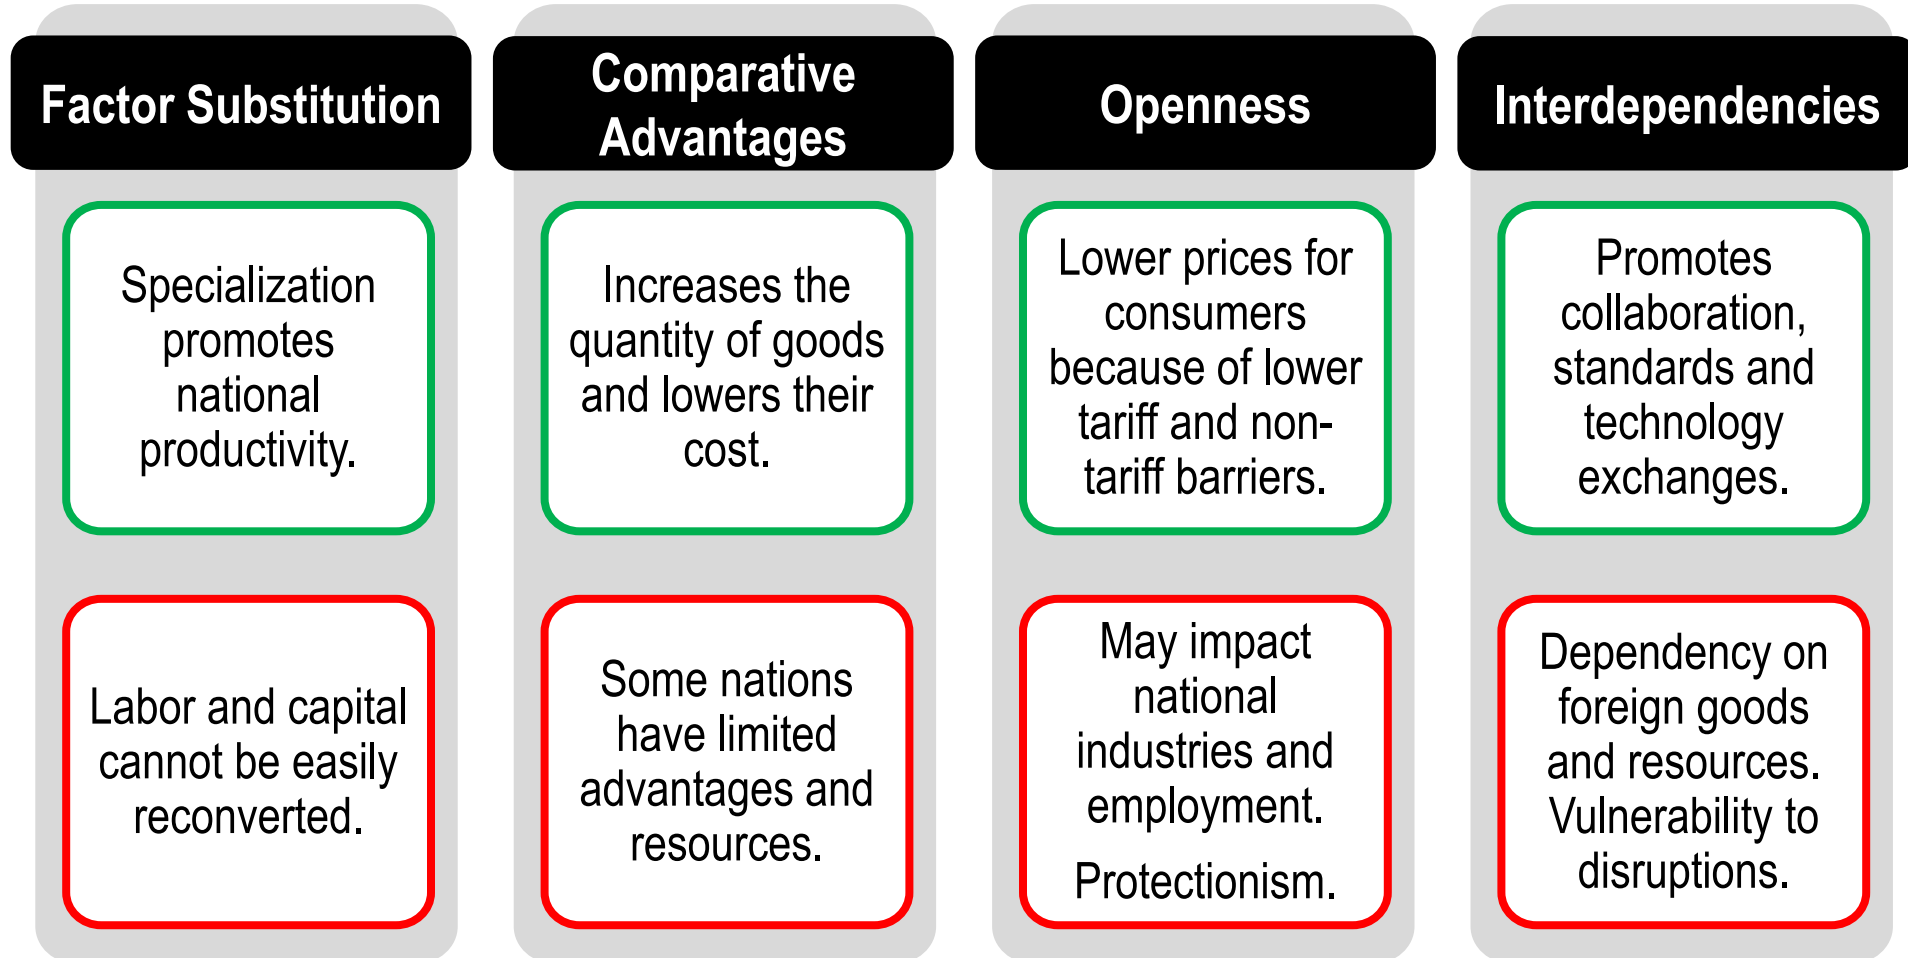 Factor Substitution
Specialization
promotes
national
productivity.
Labor and capital
cannot be easily
reconverted.
Comparative
Advantages
Increases the
quantity of goods
and lowers their
cost.
Some nations
have limited
advantages and
resources.
Openness
Lower prices for
consumers
because of lower
tariff and non-
tariff barriers.
May impact
national
industries and
employment.
Protectionism.
Interdependencies
Promotes
collaboration,
standards and
technology
exchanges.
Dependency on
foreign goods
and resources.
Vulnerability to
disruptions.